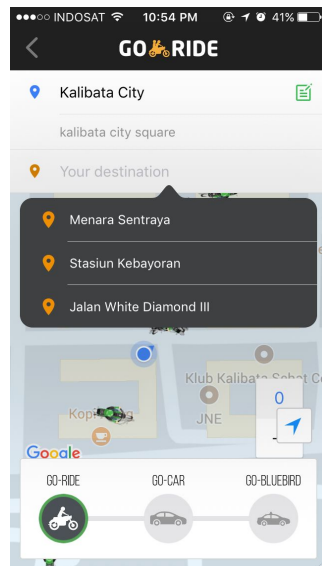 INDOSAT 10:54 PM 41%
GO RIDE
Kalibata City
kalibata city square
Your destination
Menara Sentraya
Stasiun Kebayoran
Jalan White Diamond III
Klub Kalibata Sehat
JNE
0
Google
GO-RIDE GO-CAR GO-BLUEBIRD